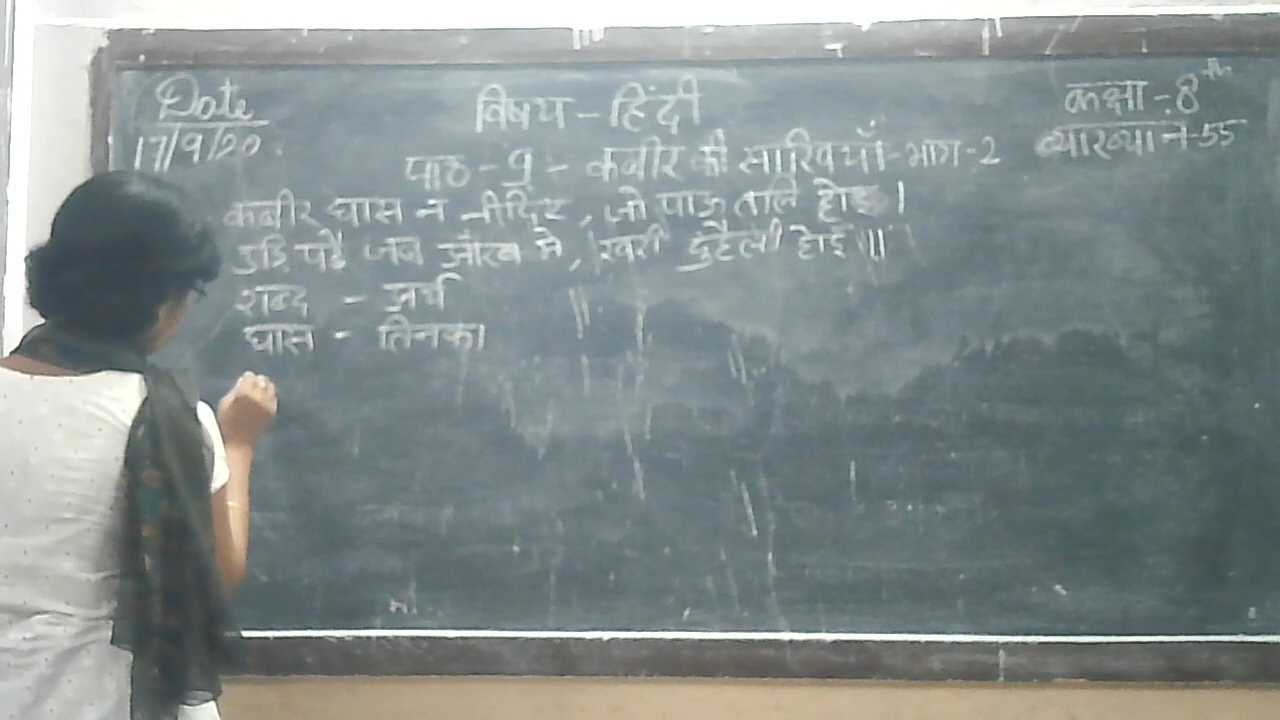 Date
17/9/20.
विषय - हिंदी
कक्षा - 8th
व्याख्या नं-55
पाठ - 9 - कबीर की साखियाँ-भाग-2
कबीर घास न नींदिए, जो पाऊ तलि होइ।
उड़ि पड़ै जब आँख में, खरी दुहेली होइ॥
शब्द - अर्थ
घास - तिनका